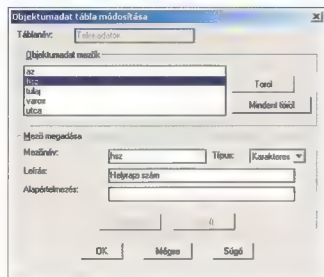 Objektumadat tábla módosítása
Táblanév: Telekadatok
Objektumadat mezők
az
hsz
tulaj
varos
utca
Töröl
Mindent töröl
Mező megadása
Mezőnév: hsz Típus: Karakteres
Leírás: Helyrajzi szám
Alapértelmezés:
OK Mégse Súgó